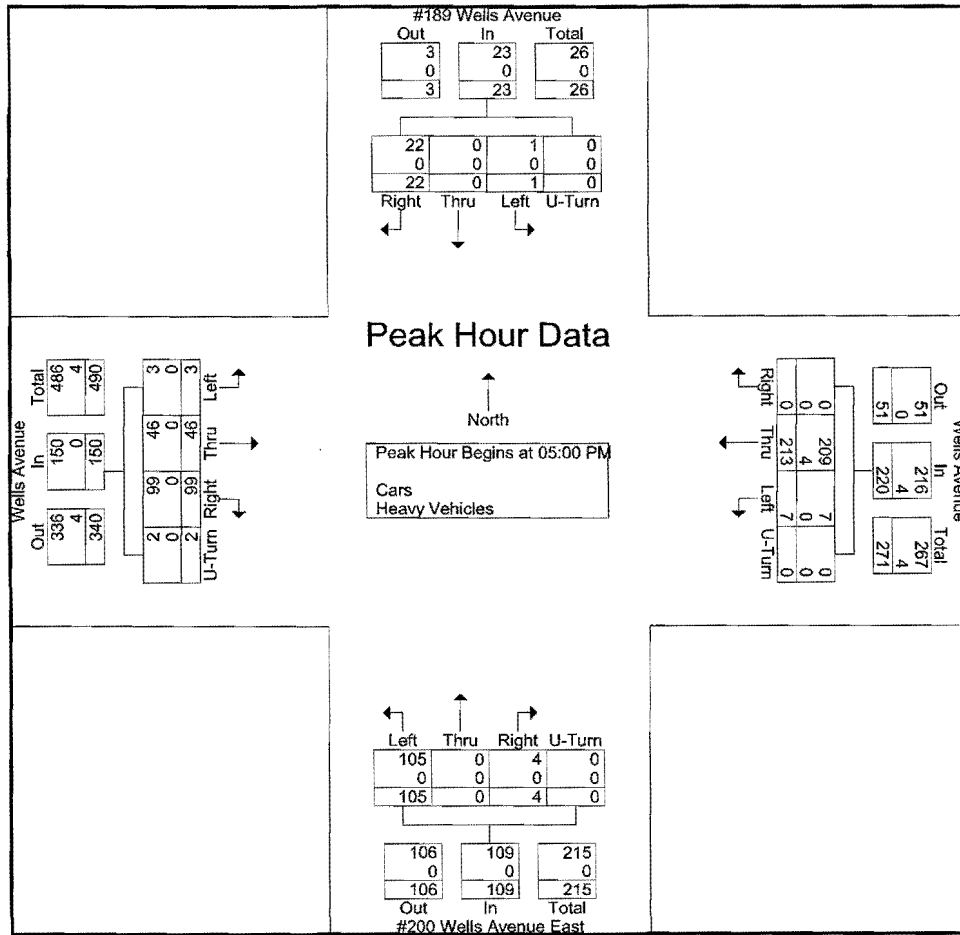 #189 Wells Avenue
Out In Total
3 23 26
0 0 0
3 23 26
22 0 1 0
0 0 0 0
22 0 1 0
Right Thru Left U-Turn
Peak Hour Data
North
Peak Hour Begins at 05:00 PM
Cars
Heavy Vehicles
Wells Avenue
Out In Total
336 150 486
4 0 4
340 150 490
2 99 46 3
0 0 0 0
2 99 46 3
U-Turn Right Thru Left
Wells Avenue
Out In Total
51 216 267
0 4 4
51 220 271
0 209 7 0
0 4 0 0
0 213 7 0
Right Thru Left U-Turn
Left Thru Right U-Turn
105 0 4 0
0 0 0 0
105 0 4 0
106 109 215
0 0 0
106 109 215
Out In Total
#200 Wells Avenue East